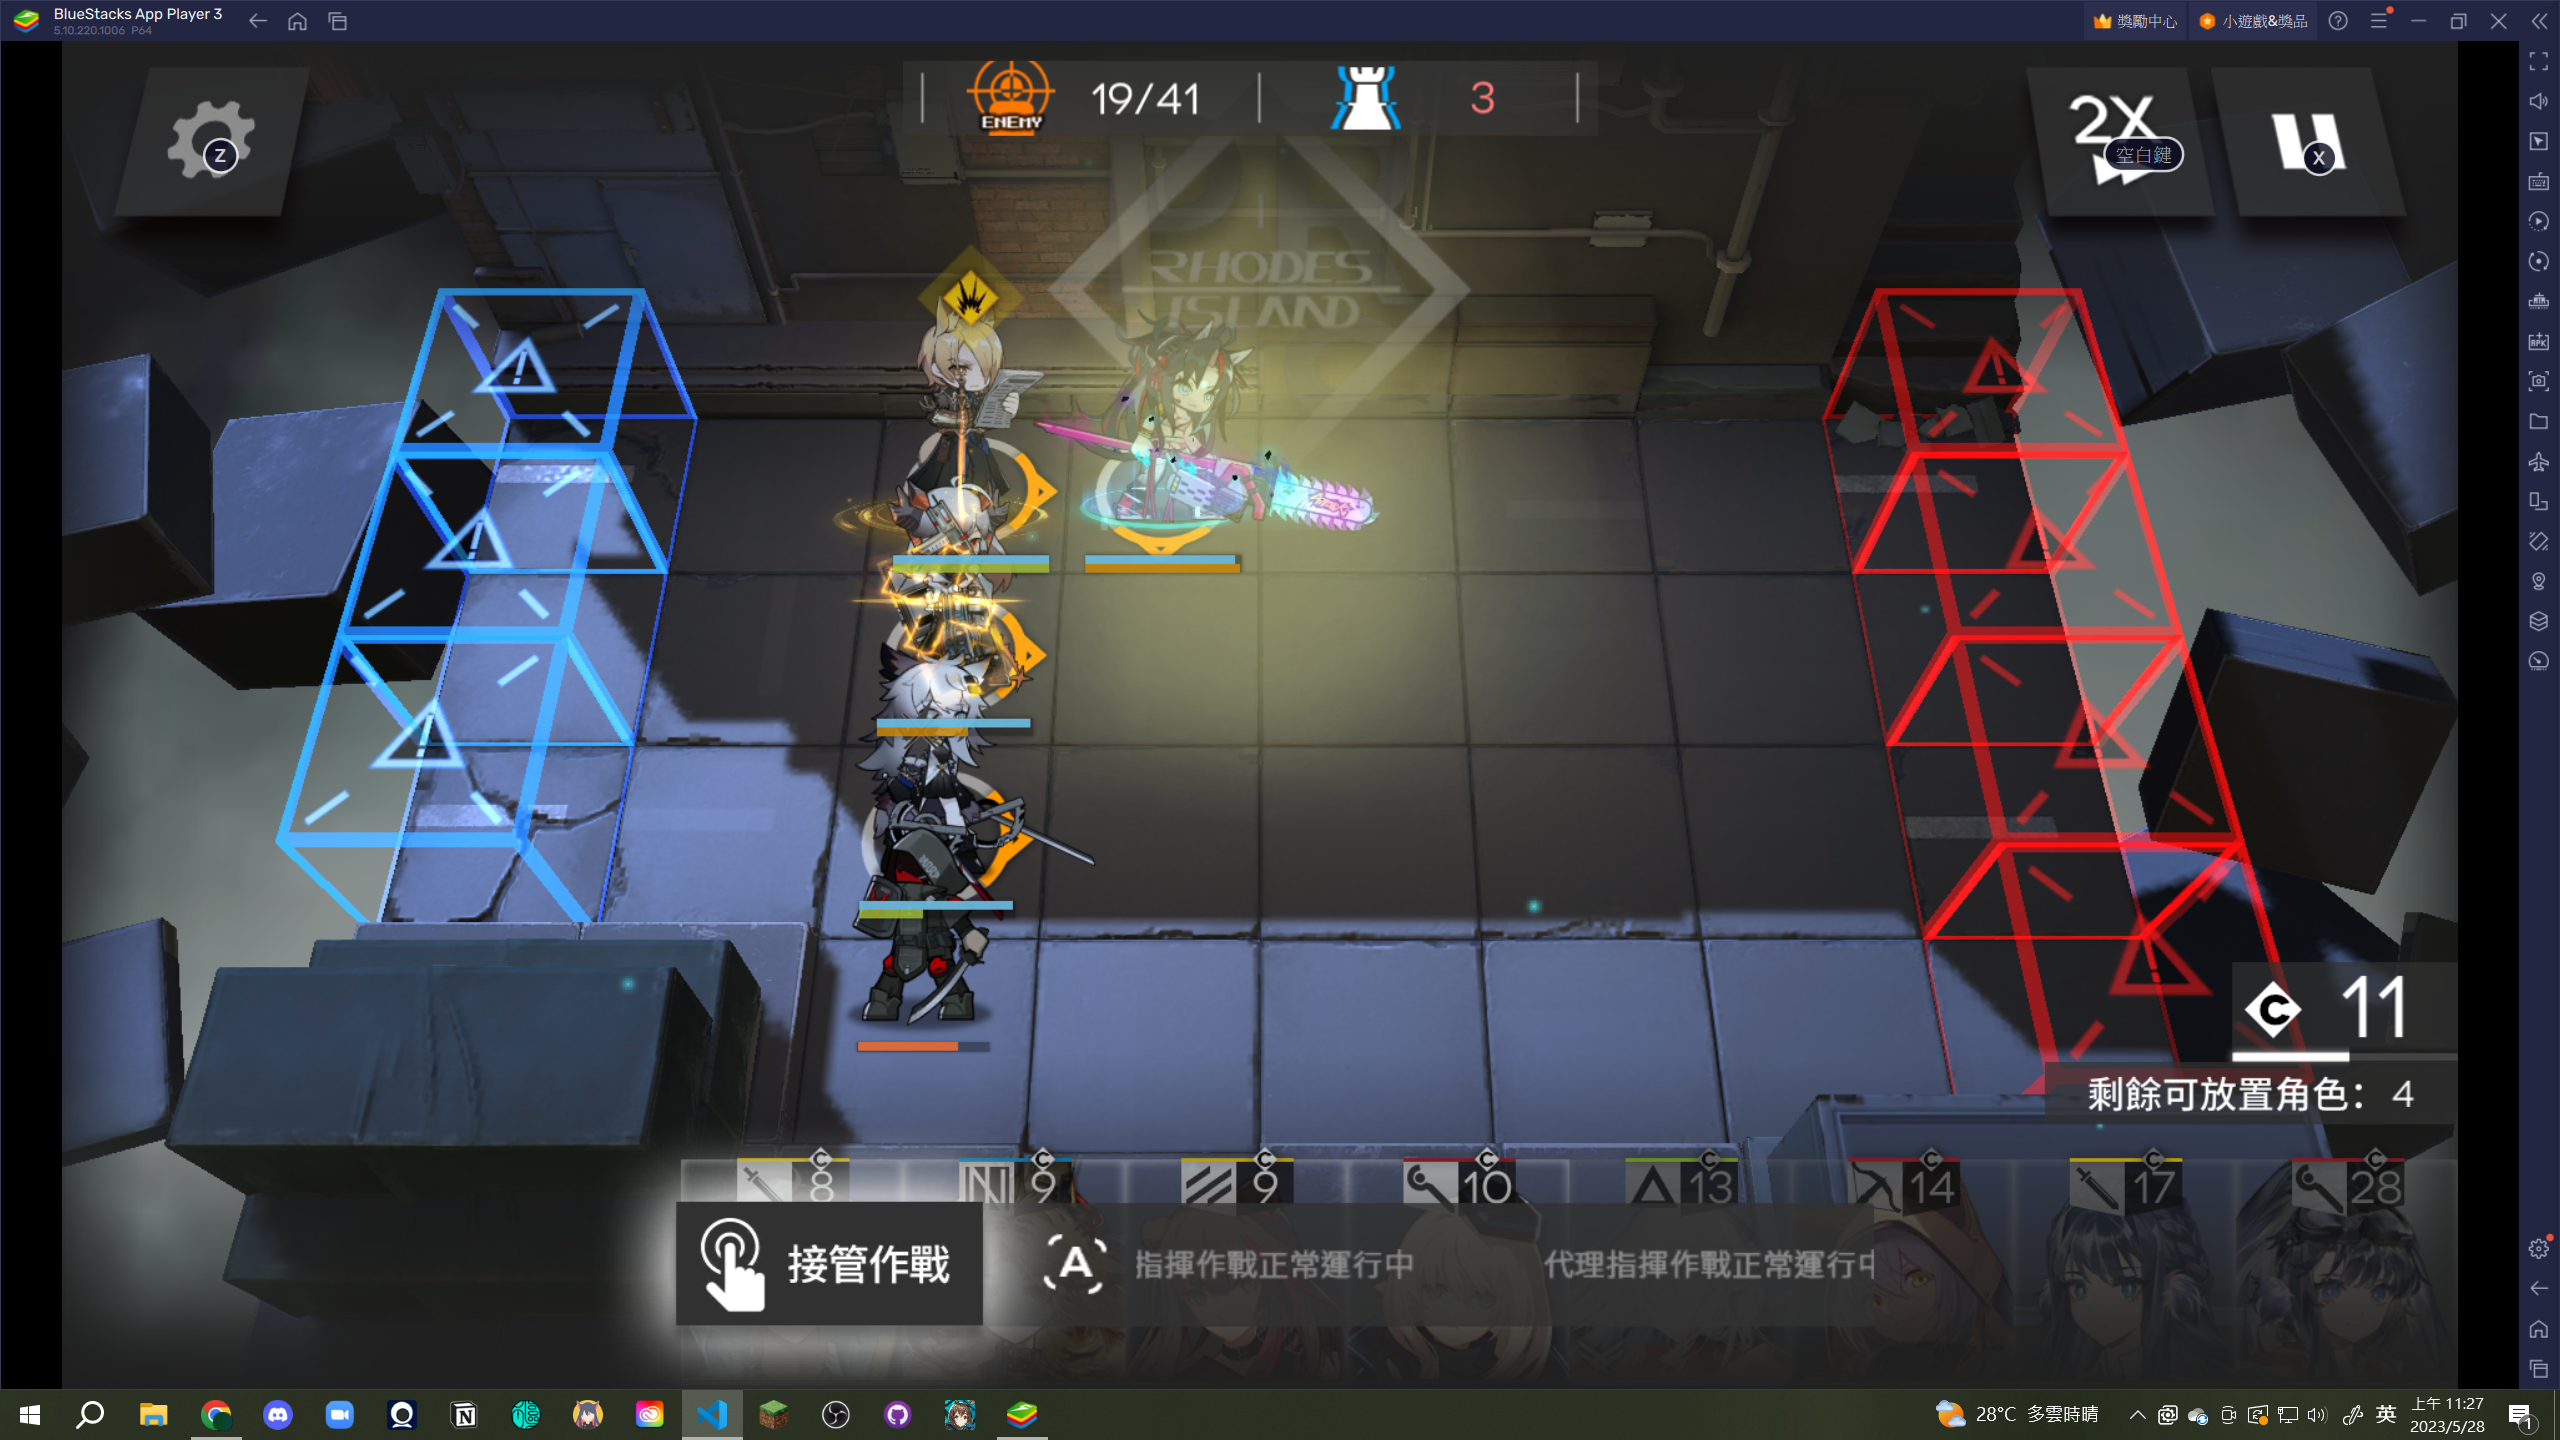 BlueStacks App Player 3
5.10.220.1006 P64
獎勵中心
小遊戲&獎品
Z
ENEMY
19/41
3
2X
空白鍵
X
RHODES
ISLAND
C 11
剩餘可放置角色: 4
C 8
C 9
C 9
C 10
C 13
C 14
C 17
C 28
接管作戰
A
指揮作戰正常運行中
代理指揮作戰正常運行中
28°C 多雲時晴
英
上午 11:27
2023/5/28
1